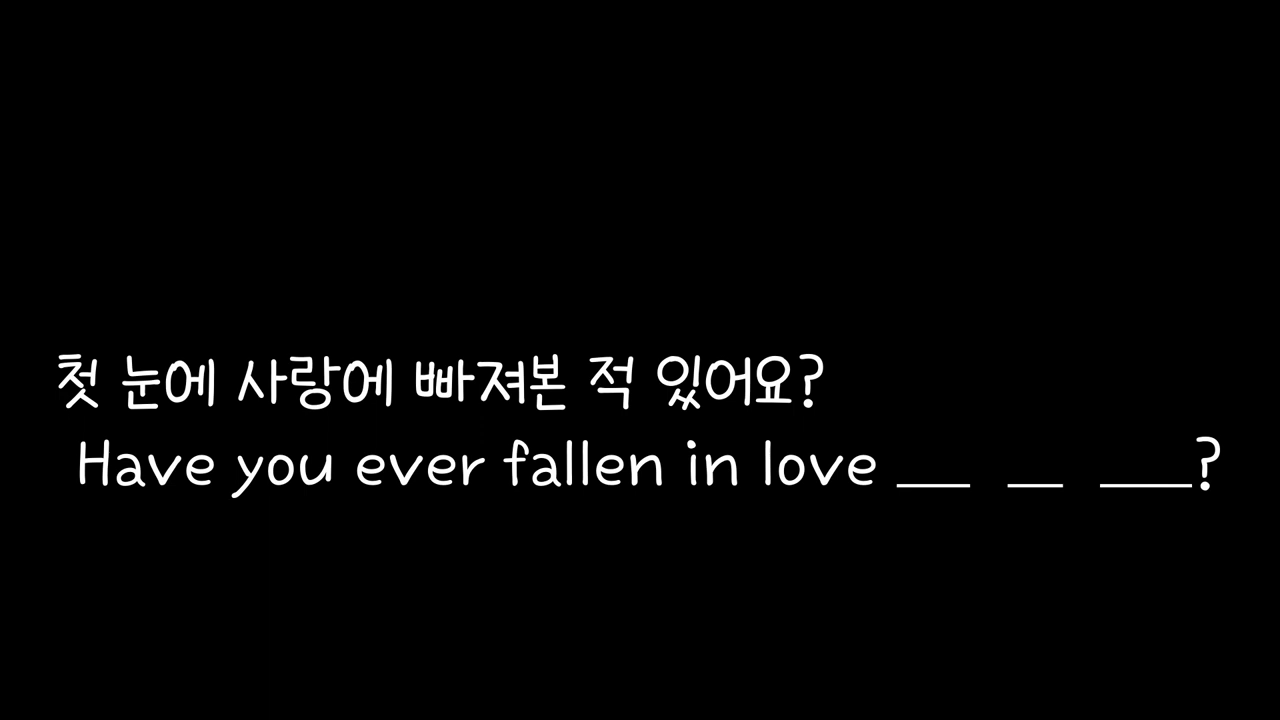 첫 눈에 사랑에 빠져본 적 있어요?
Have you ever fallen in love ___ __ ____?